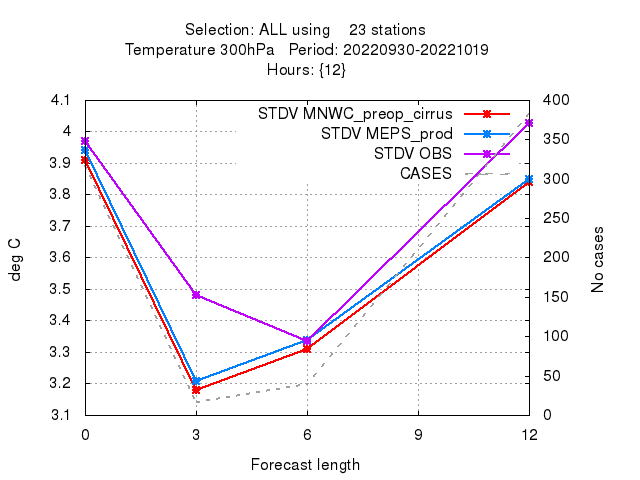 Selection: ALL using    23 stations
Temperature 300hPa   Period: 20220930-20221019
Hours: {12}
STDV MNWC_preop_cirrus
STDV MEPS_prod
STDV OBS
CASES
4.1
4
3.9
3.8
3.7
3.6
3.5
3.4
3.3
3.2
3.1
deg C
400
350
300
250
200
150
100
50
0
No cases
0 3 6 9 12
Forecast length